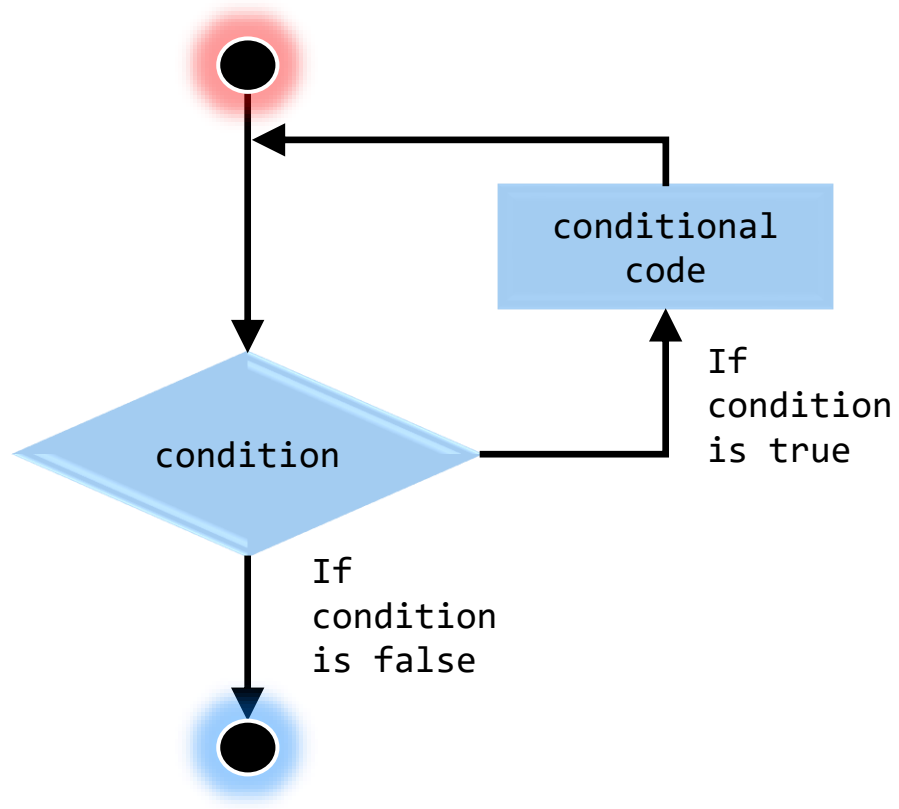 conditional
code
If
condition
is true
condition
If
condition
is false